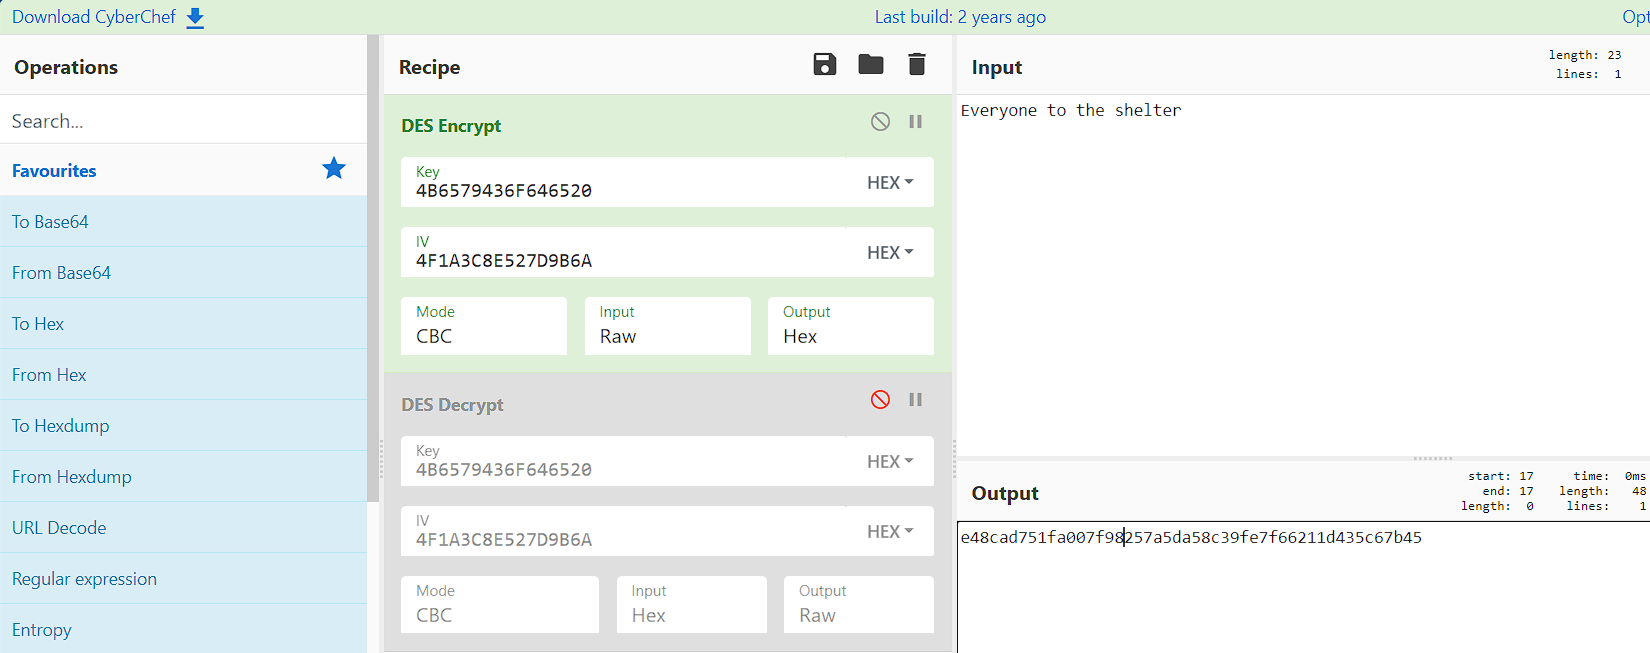 Download CyberChef
Last build: 2 years ago
Operations
Search...
Favourites
To Base64
From Base64
To Hex
From Hex
To Hexdump
From Hexdump
URL Decode
Regular expression
Entropy
Recipe
DES Encrypt
Key
4B6579436F646520
HEX
IV
4F1A3C8E527D9B6A
HEX
Mode
CBC
Input
Raw
Output
Hex
DES Decrypt
Key
4B6579436F646520
HEX
IV
4F1A3C8E527D9B6A
HEX
Mode
CBC
Input
Hex
Output
Raw
Input
length: 23
lines: 1
Everyone to the shelter
Output
start: 17 time: 0ms
end: 17 length: 48
length: 0 lines: 1
e48cad751fa007f98257a5da58c39fe7f66211d435c67b45